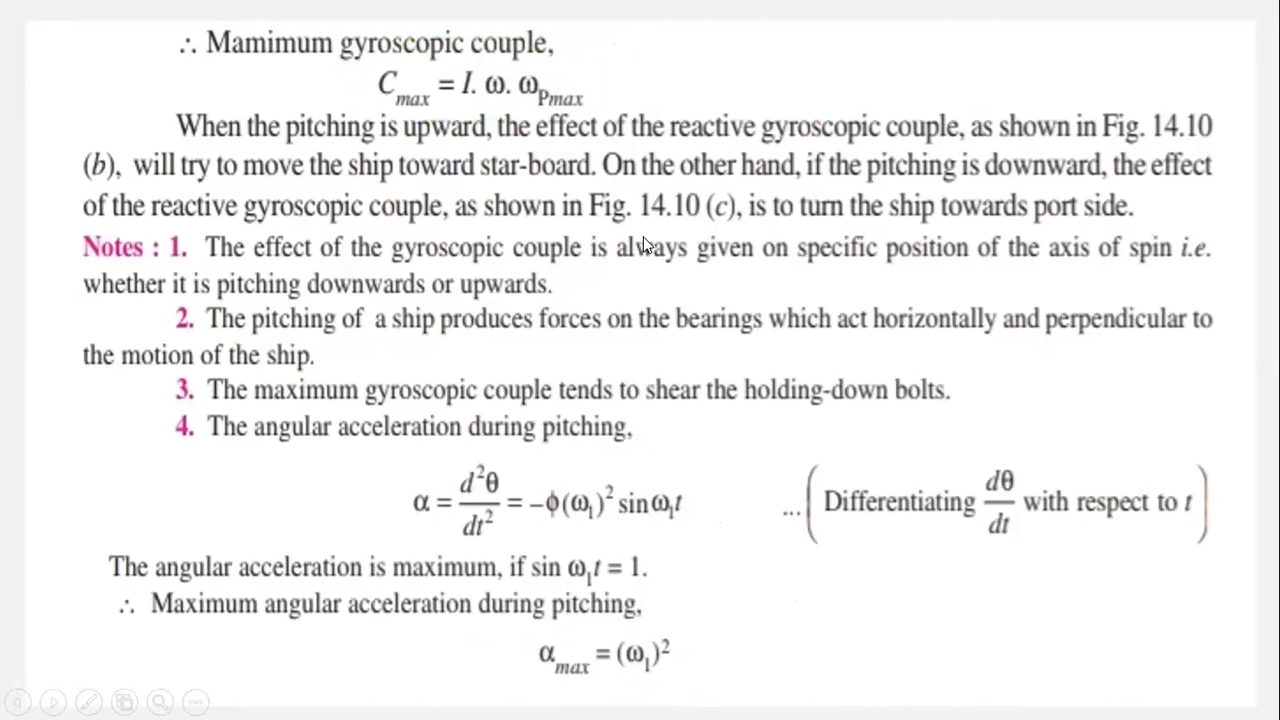 ∴ Mamimum gyroscopic couple,
C_max = I. ω. ω_Pmax
When the pitching is upward, the effect of the reactive gyroscopic couple, as shown in Fig. 14.10
(b), will try to move the ship toward star-board. On the other hand, if the pitching is downward, the effect
of the reactive gyroscopic couple, as shown in Fig. 14.10 (c), is to turn the ship towards port side.
Notes : 1. The effect of the gyroscopic couple is always given on specific position of the axis of spin i.e.
whether it is pitching downwards or upwards.
2. The pitching of a ship produces forces on the bearings which act horizontally and perpendicular to
the motion of the ship.
3. The maximum gyroscopic couple tends to shear the holding-down bolts.
4. The angular acceleration during pitching,
α = d²θ/dt² = –ϕ(ω₁)² sin ω₁t ... (Differentiating dθ/dt with respect to t)
The angular acceleration is maximum, if sin ω₁t = 1.
∴ Maximum angular acceleration during pitching,
α_max = (ω₁)²